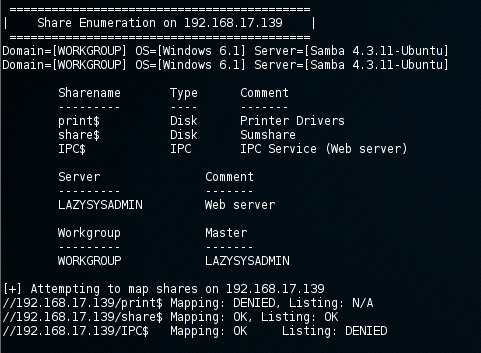 ==========================================
|    Share Enumeration on 192.168.17.139    |
==========================================
Domain=[WORKGROUP] OS=[Windows 6.1] Server=[Samba 4.3.11-Ubuntu]
Domain=[WORKGROUP] OS=[Windows 6.1] Server=[Samba 4.3.11-Ubuntu]
Sharename       Type      Comment
---------       ----      -------
print$          Disk      Printer Drivers
share$          Disk      Sumshare
IPC$            IPC       IPC Service (Web server)
Server               Comment
---------            -------
LAZYSYSADMIN         Web server
Workgroup            Master
---------            -------
WORKGROUP            LAZYSYSADMIN
[+] Attempting to map shares on 192.168.17.139
//192.168.17.139/print$ Mapping: DENIED, Listing: N/A
//192.168.17.139/share$ Mapping: OK, Listing: OK
//192.168.17.139/IPC$   Mapping: OK     Listing: DENIED